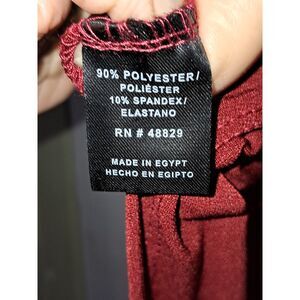 90% POLYESTER/
POLIÉSTER
10% SPANDEX/
ELASTANO
RN # 48829
MADE IN EGYPT
HECHO EN EGIPTO